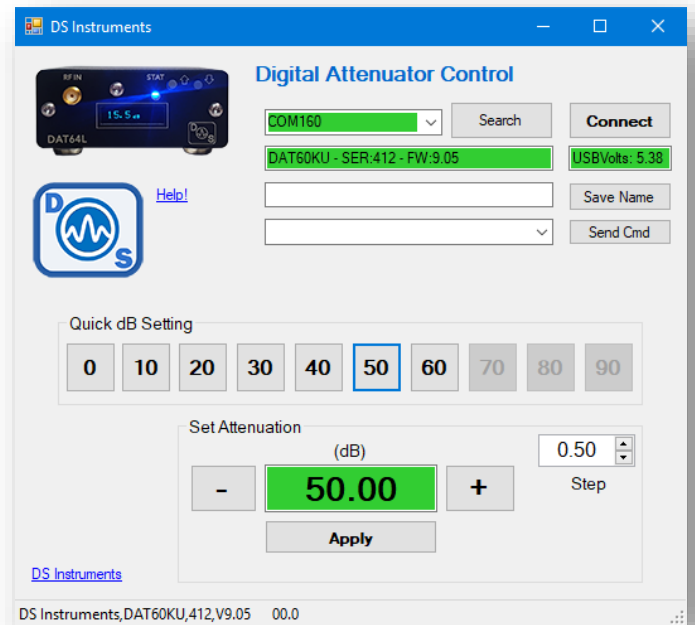 DS Instruments
RF IN
STAT
15.5 dB
DAT64L
D S
Digital Attenuator Control
COM160
Search
Connect
DAT60KU - SER:412 - FW:9.05
USBVolts: 5.38
D
S
Help!
Save Name
Send Cmd
Quick dB Setting
0 10 20 30 40 50 60 70 80 90
Set Attenuation
(dB)
0.50
- 50.00 +
Step
Apply
DS Instruments
DS Instruments,DAT60KU,412,V9.05 00.0